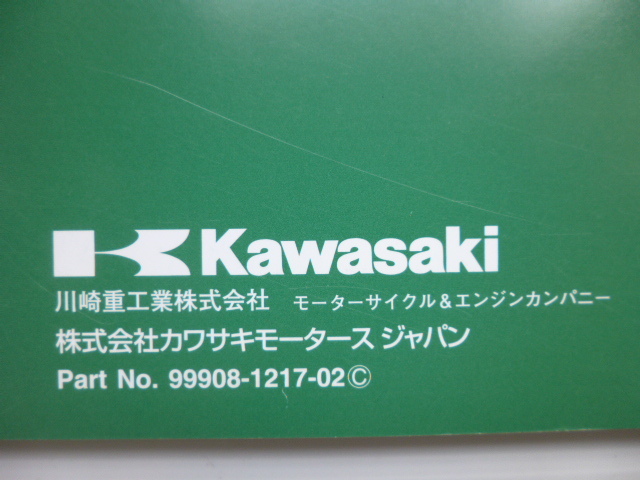 Kawasaki
川崎重工業株式会社 モーターサイクル&エンジンカンパニー
株式会社カワサキモータース ジャパン
Part No. 99908-1217-02Ⓒ